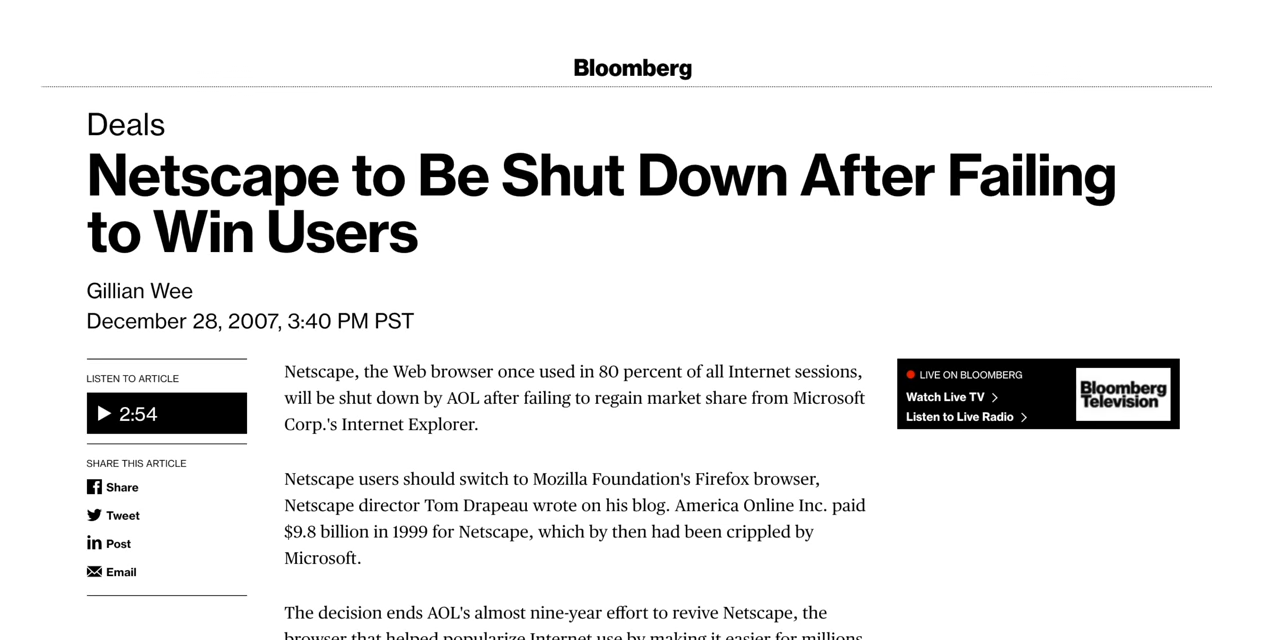 Bloomberg
Deals
Netscape to Be Shut Down After Failing
to Win Users
Gillian Wee
December 28, 2007, 3:40 PM PST
LISTEN TO ARTICLE
2:54
SHARE THIS ARTICLE
Share
Tweet
Post
Email
Netscape, the Web browser once used in 80 percent of all Internet sessions,
will be shut down by AOL after failing to regain market share from Microsoft
Corp.'s Internet Explorer.
Netscape users should switch to Mozilla Foundation's Firefox browser,
Netscape director Tom Drapeau wrote on his blog. America Online Inc. paid
$9.8 billion in 1999 for Netscape, which by then had been crippled by
Microsoft.
The decision ends AOL's almost nine-year effort to revive Netscape, the
browser that helped popularize Internet use by making it easier for millions
LIVE ON BLOOMBERG
Watch Live TV
Listen to Live Radio
Bloomberg
Television